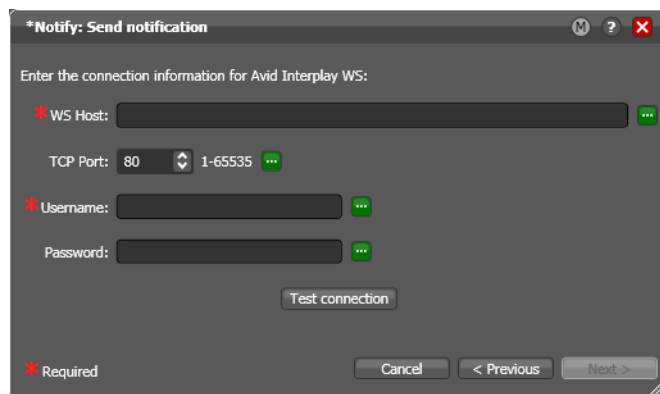 *Notify: Send notification M ?
Enter the connection information for Avid Interplay WS:
*WS Host: ...
TCP Port: 80 1-65535 ...
*Username: ...
Password: ...
Test connection
*Required Cancel < Previous Next >